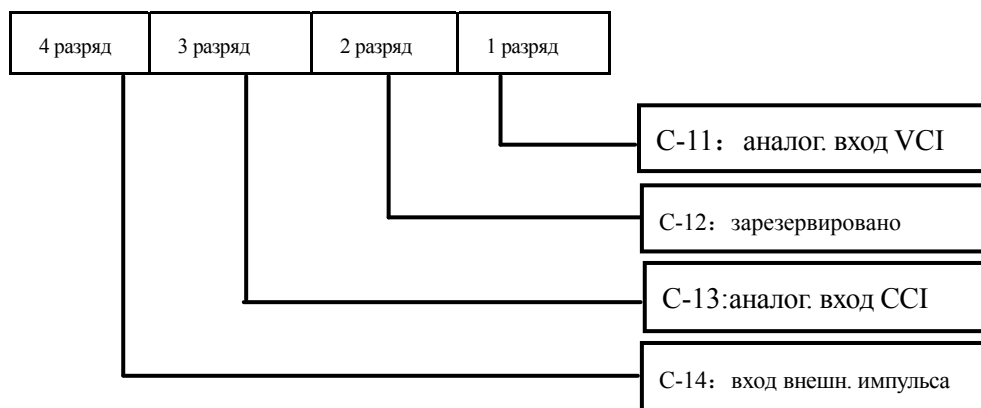 4 разряд 3 разряд 2 разряд 1 разряд
C-11：аналог. вход VCI
C-12：зарезервировано
C-13:аналог. вход CCI
C-14：вход внешн. импульса